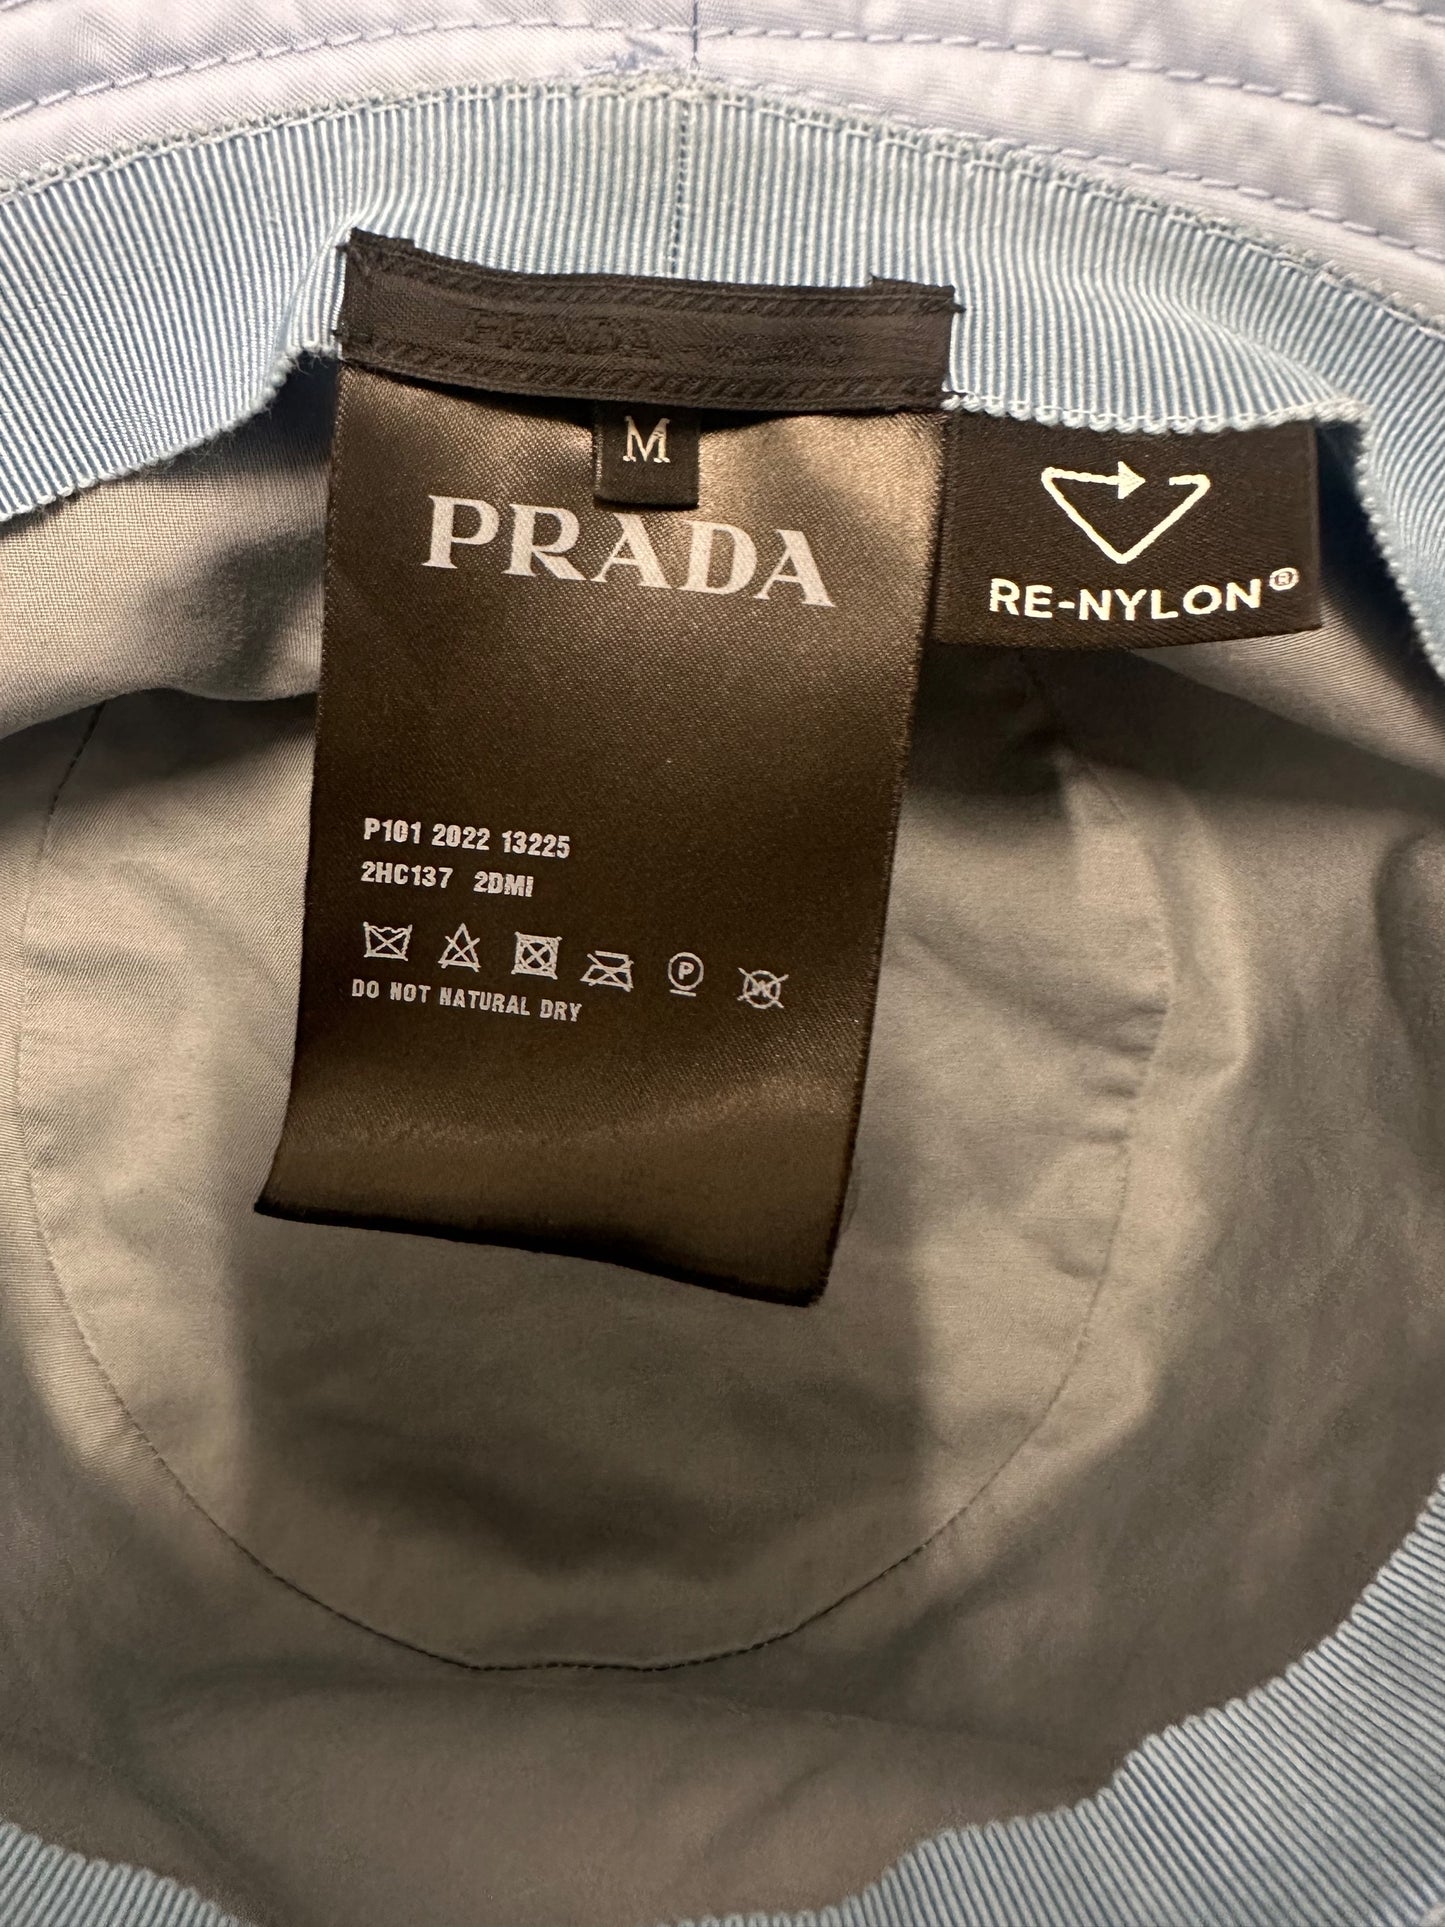 PRADA
M
PRADA
RE-NYLON®
P101 2022 13225
2HC137 2DMI
P
W
DO NOT NATURAL DRY